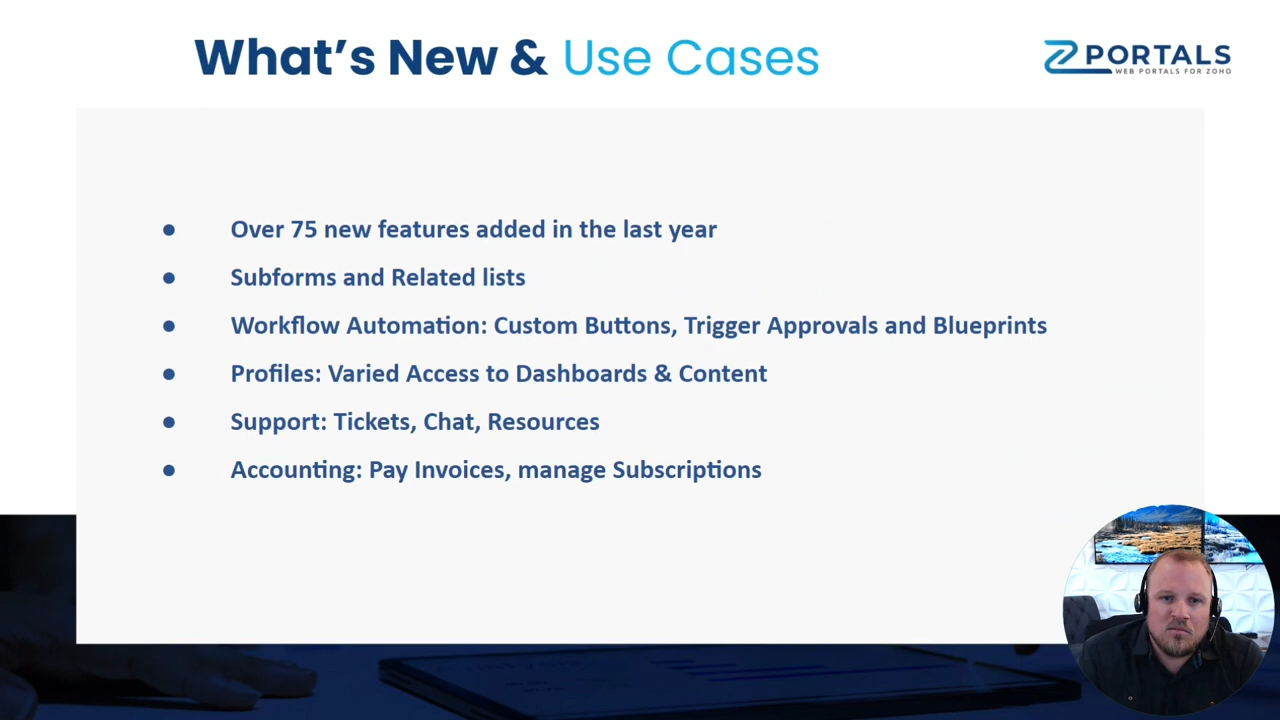 What's New & Use Cases
PORTALS
WEB PORTALS FOR ZOHO
● Over 75 new features added in the last year
● Subforms and Related lists
● Workflow Automation: Custom Buttons, Trigger Approvals and Blueprints
● Profiles: Varied Access to Dashboards & Content
● Support: Tickets, Chat, Resources
● Accounting: Pay Invoices, manage Subscriptions